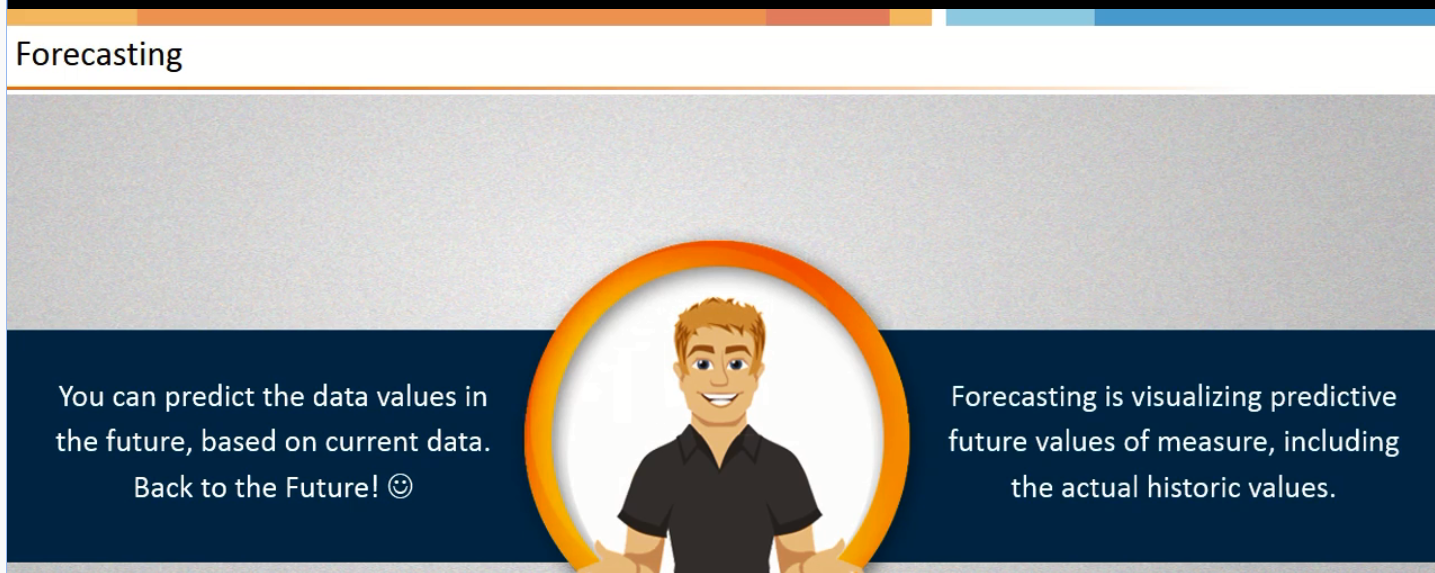 Forecasting
You can predict the data values in
the future, based on current data.
Back to the Future! ☺
Forecasting is visualizing predictive
future values of measure, including
the actual historic values.